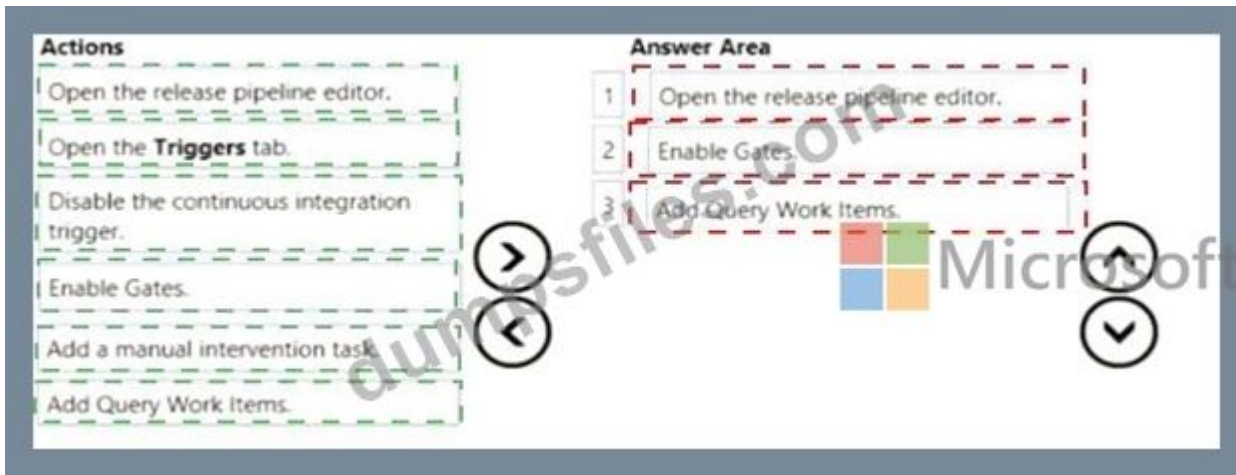 Actions
Open the release pipeline editor.
Open the Triggers tab.
Disable the continuous integration
trigger.
Enable Gates.
Add a manual intervention task.
Add Query Work Items.
Answer Area
1 Open the release pipeline editor.
2 Enable Gates.
3 Add Query Work Items.
dumpsfiles.com
Microsoft